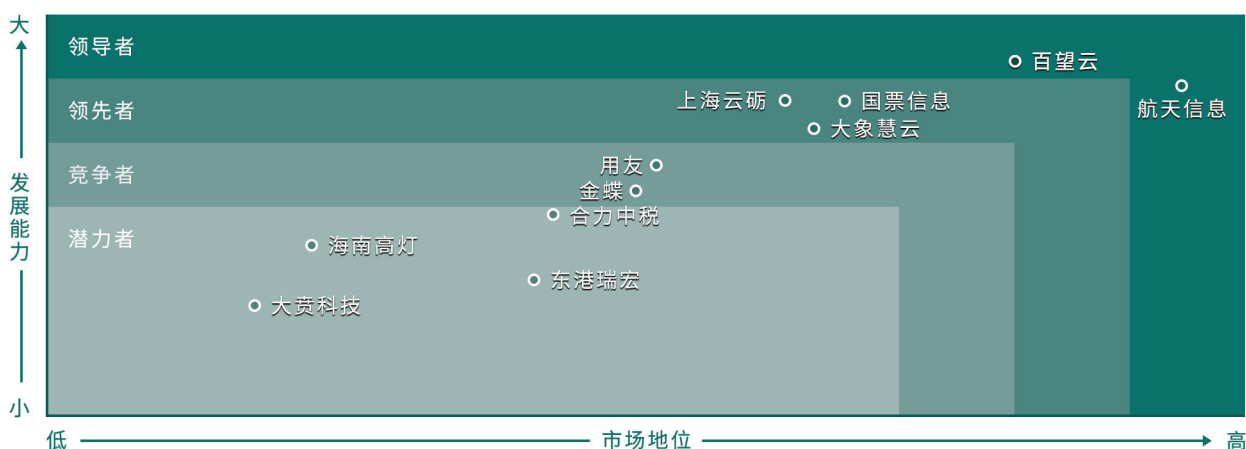 大
领导者
百望云
航天信息
领先者
上海云砺
国票信息
大象慧云
竞争者
用友
金蝶
合力中税
潜力者
海南高灯
东港瑞宏
大贲科技
发展能力
小
低
市场地位
高